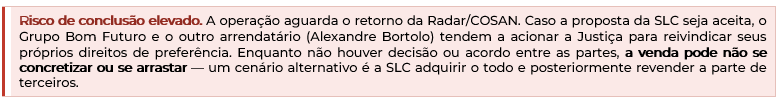 Risco de conclusão elevado. A operação aguarda o retorno da Radar/COSAN. Caso a proposta da SLC seja aceita, o
Grupo Bom Futuro e o outro arrendatário (Alexandre Bortolo) tendem a acionar a Justiça para reivindicar seus
próprios direitos de preferência. Enquanto não houver decisão ou acordo entre as partes, a venda pode não se
concretizar ou se arrastar — um cenário alternativo é a SLC adquirir o todo e posteriormente revender a parte de
terceiros.